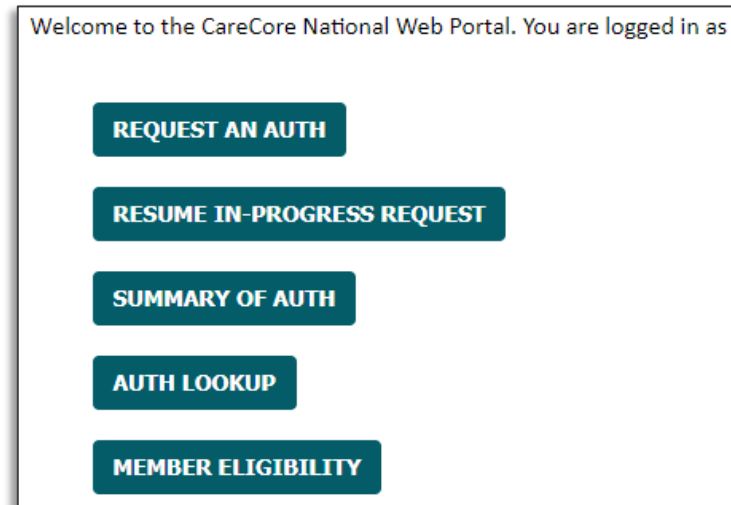 Welcome to the CareCore National Web Portal. You are logged in as
REQUEST AN AUTH
RESUME IN-PROGRESS REQUEST
SUMMARY OF AUTH
AUTH LOOKUP
MEMBER ELIGIBILITY